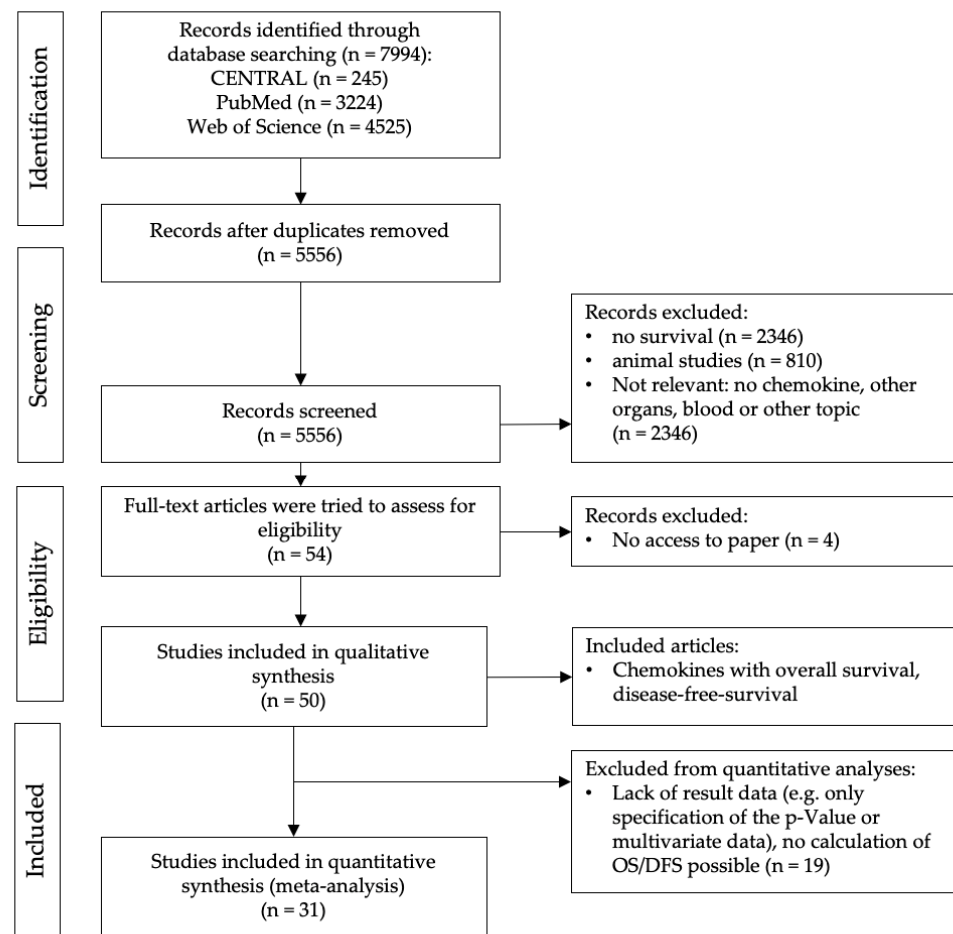 Identification
Records identified through
database searching (n = 7994):
CENTRAL (n = 245)
PubMed (n = 3224)
Web of Science (n = 4525)
Records after duplicates removed
(n = 5556)
Screening
Records screened
(n = 5556)
Records excluded:
• no survival (n = 2346)
• animal studies (n = 810)
• Not relevant: no chemokine, other
organs, blood or other topic
(n = 2346)
Eligibility
Full-text articles were tried to assess for
eligibility
(n = 54)
Records excluded:
• No access to paper (n = 4)
Studies included in qualitative
synthesis
(n = 50)
Included articles:
• Chemokines with overall survival,
disease-free-survival
Included
Excluded from quantitative analyses:
• Lack of result data (e.g. only
specification of the p-Value or
multivariate data), no calculation of
OS/DFS possible (n = 19)
Studies included in quantitative
synthesis (meta-analysis)
(n = 31)